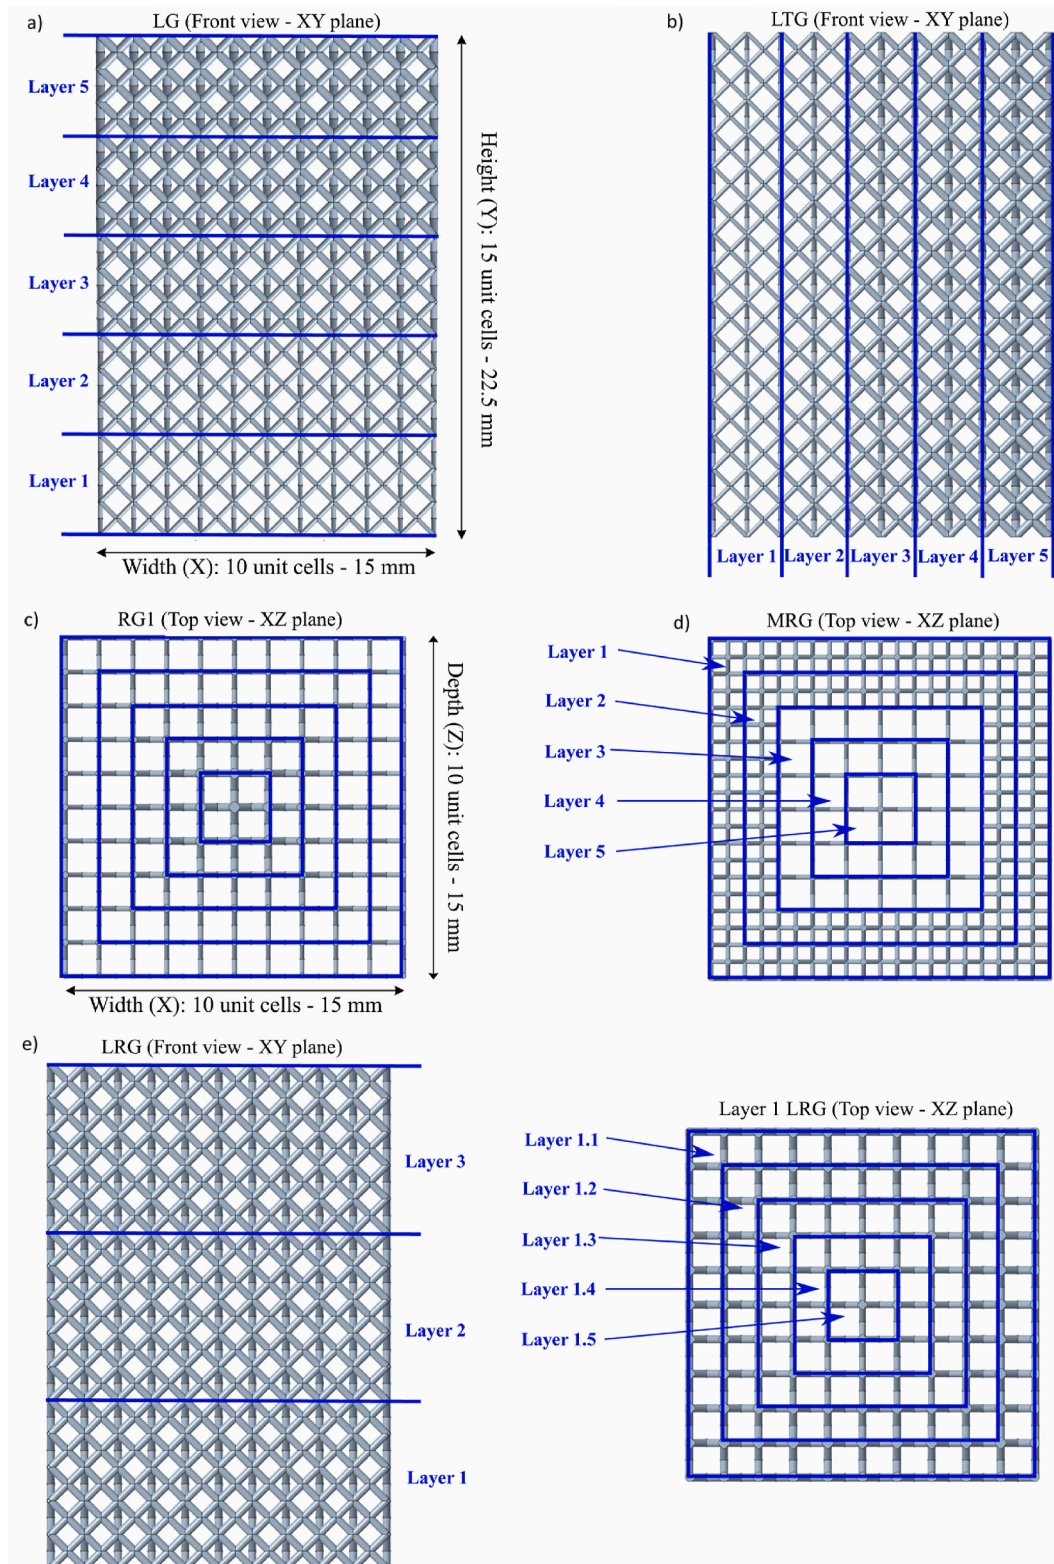 a)
LG (Front view - XY plane)
Layer 5
Layer 4
Layer 3
Layer 2
Layer 1
Height (Y): 15 unit cells - 22.5 mm
Width (X): 10 unit cells - 15 mm
b)
LTG (Front view - XY plane)
Layer 1 Layer 2 Layer 3 Layer 4 Layer 5
c)
RG1 (Top view - XZ plane)
Depth (Z): 10 unit cells - 15 mm
Width (X): 10 unit cells - 15 mm
d)
MRG (Top view - XZ plane)
Layer 1
Layer 2
Layer 3
Layer 4
Layer 5
e)
LRG (Front view - XY plane)
Layer 3
Layer 2
Layer 1
Layer 1 LRG (Top view - XZ plane)
Layer 1.1
Layer 1.2
Layer 1.3
Layer 1.4
Layer 1.5